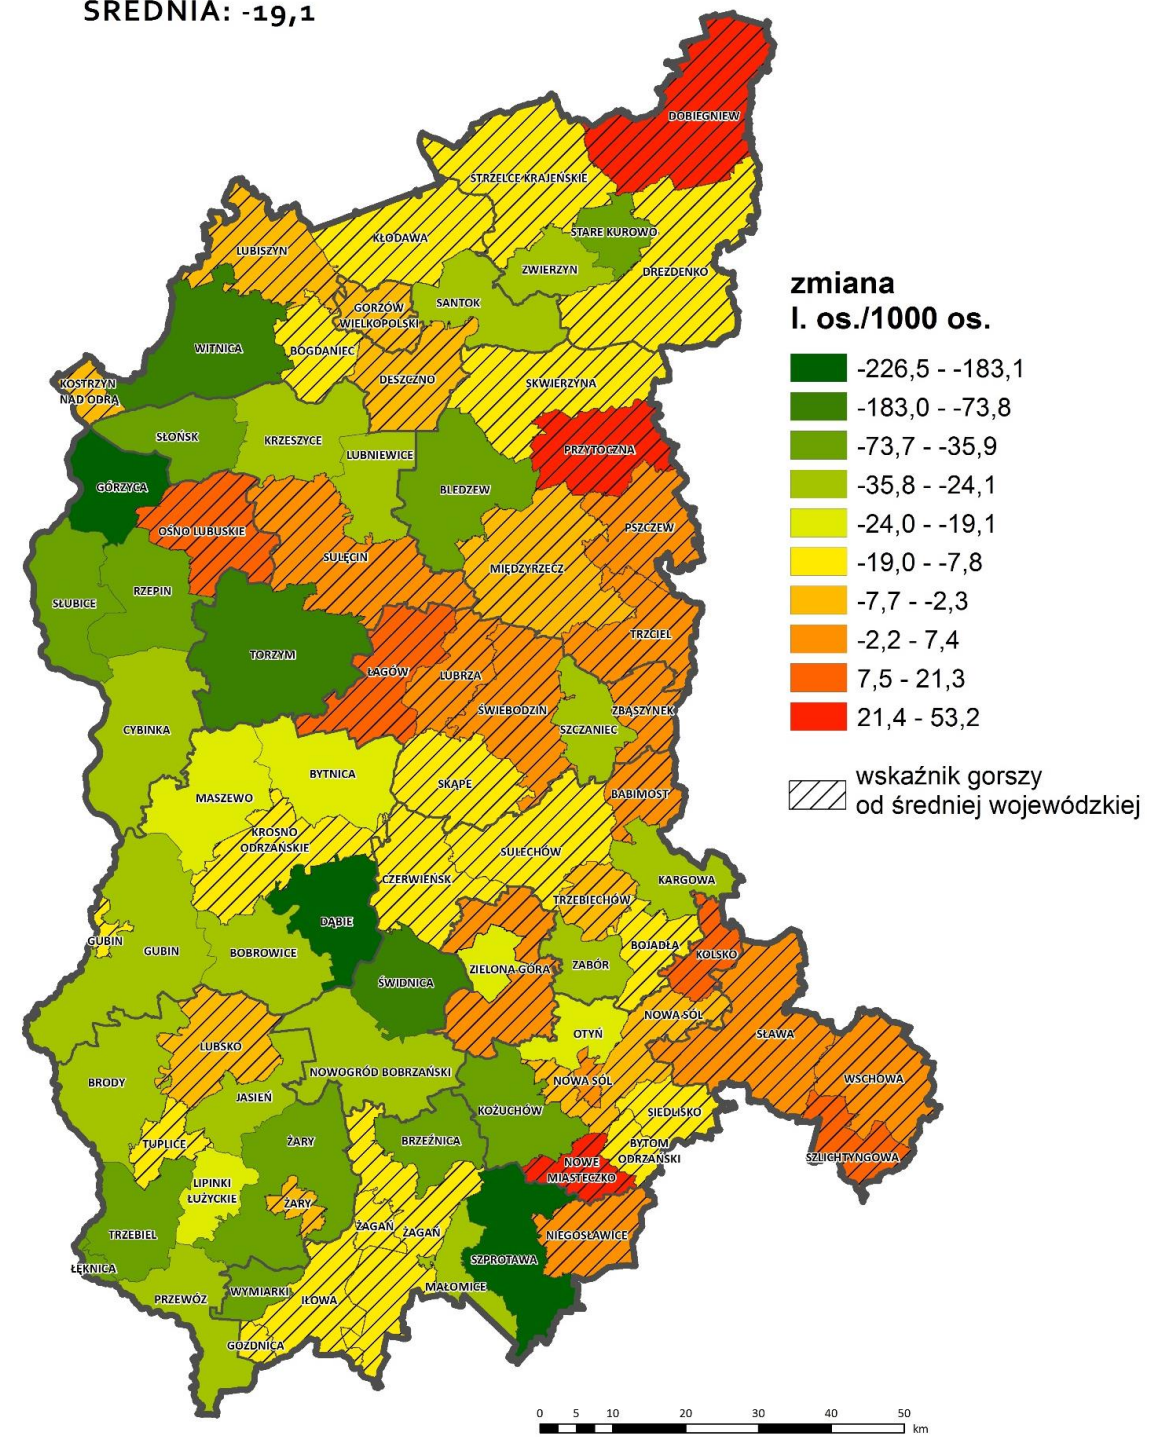 ŚREDNIA: -19,1
DOBIEGNIEW
STRZELCE KRAJEŃSKIE
STARE KUROWO
KŁODAWA
LUBISZYN
ZWIERZYN
DREZDENKO
SANTOK
GORZÓW
WIELKOPOLSKI
WITNICA
BOGDANIEC
DESZCZNO
SKWIERZYNA
KOSTRZYN
NAD ODRĄ
SŁOŃSK
KRZESZYCE
LUBNIEWICE
PRZYTOCZNA
GÓRZYCA
BLEDZEW
OŚNO LUBUSKIE
PSZCZEW
SULĘCIN
MIĘDZYRZECZ
RZEPIN
SŁUBICE
TRZCIEL
TORZYM
ŁAGÓW
LUBRZA
ŚWIEBODZIN
ZBĄSZYNEK
CYBINKA
SZCZANIEC
BYTNICA
SKĄPE
MASZEWO
BABIMOST
KROSNO
ODRZAŃSKIE
SULECHÓW
CZERWIEŃSK
KARGOWA
TRZEBIECHÓW
DĄBIE
GUBIN
GUBIN
BOBROWICE
BOJADŁA
KOLSKO
ZABÓR
ZIELONA GÓRA
ŚWIDNICA
NOWA SÓL
OTYŃ
SŁAWA
LUBSKO
BRODY
NOWOGRÓD BOBRZAŃSKI
NOWA SÓL
WSCHOWA
JASIEŃ
KOŻUCHÓW
SIEDLISKO
TUPLICE
ŻARY
BRZEŹNICA
BYTOM
ODRZAŃSKI
SZLICHTYNGOWA
NOWE
MIASTECZKO
LIPINKI
ŁUŻYCKIE
ŻARY
ŻAGAŃ
ŻAGAŃ
TRZEBIEL
NIEGOSŁAWICE
SZPROTAWA
ŁĘKNICA
MAŁOMICE
PRZEWÓZ
WYMIARKI
IŁOWA
GOZDNICA
zmiana
l. os./1000 os.
-226,5 - -183,1
-183,0 - -73,8
-73,7 - -35,9
-35,8 - -24,1
-24,0 - -19,1
-19,0 - -7,8
-7,7 - -2,3
-2,2 - 7,4
7,5 - 21,3
21,4 - 53,2
wskaźnik gorszy
od średniej wojewódzkiej
0 5 10 20 30 40 50
km